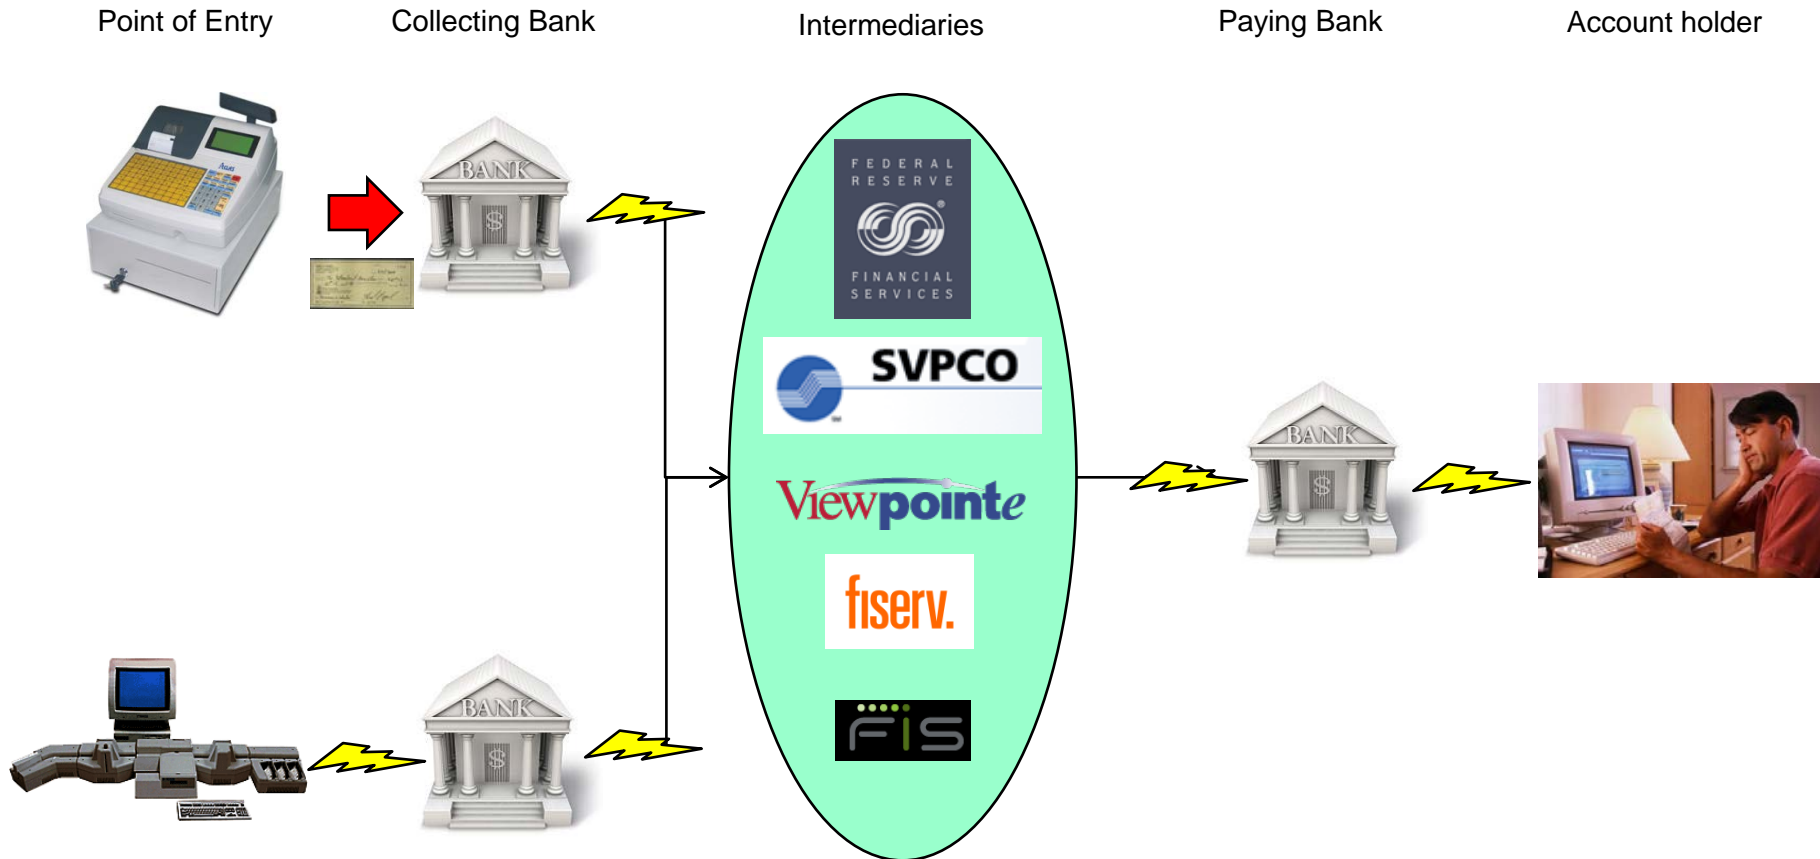 Point of Entry
Collecting Bank
Intermediaries
Paying Bank
Account holder
BANK
$
FEDERAL
RESERVE
®
FINANCIAL
SERVICES
SVPCO
SM
Viewpointe
BANK
$
fiserv.
BANK
$
FIS